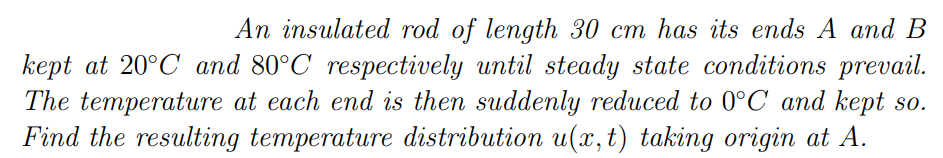 An insulated rod of length 30 cm has its ends A and B
kept at 20°C and 80°C respectively until steady state conditions prevail.
The temperature at each end is then suddenly reduced to 0°C and kept so.
Find the resulting temperature distribution u(x, t) taking origin at A.